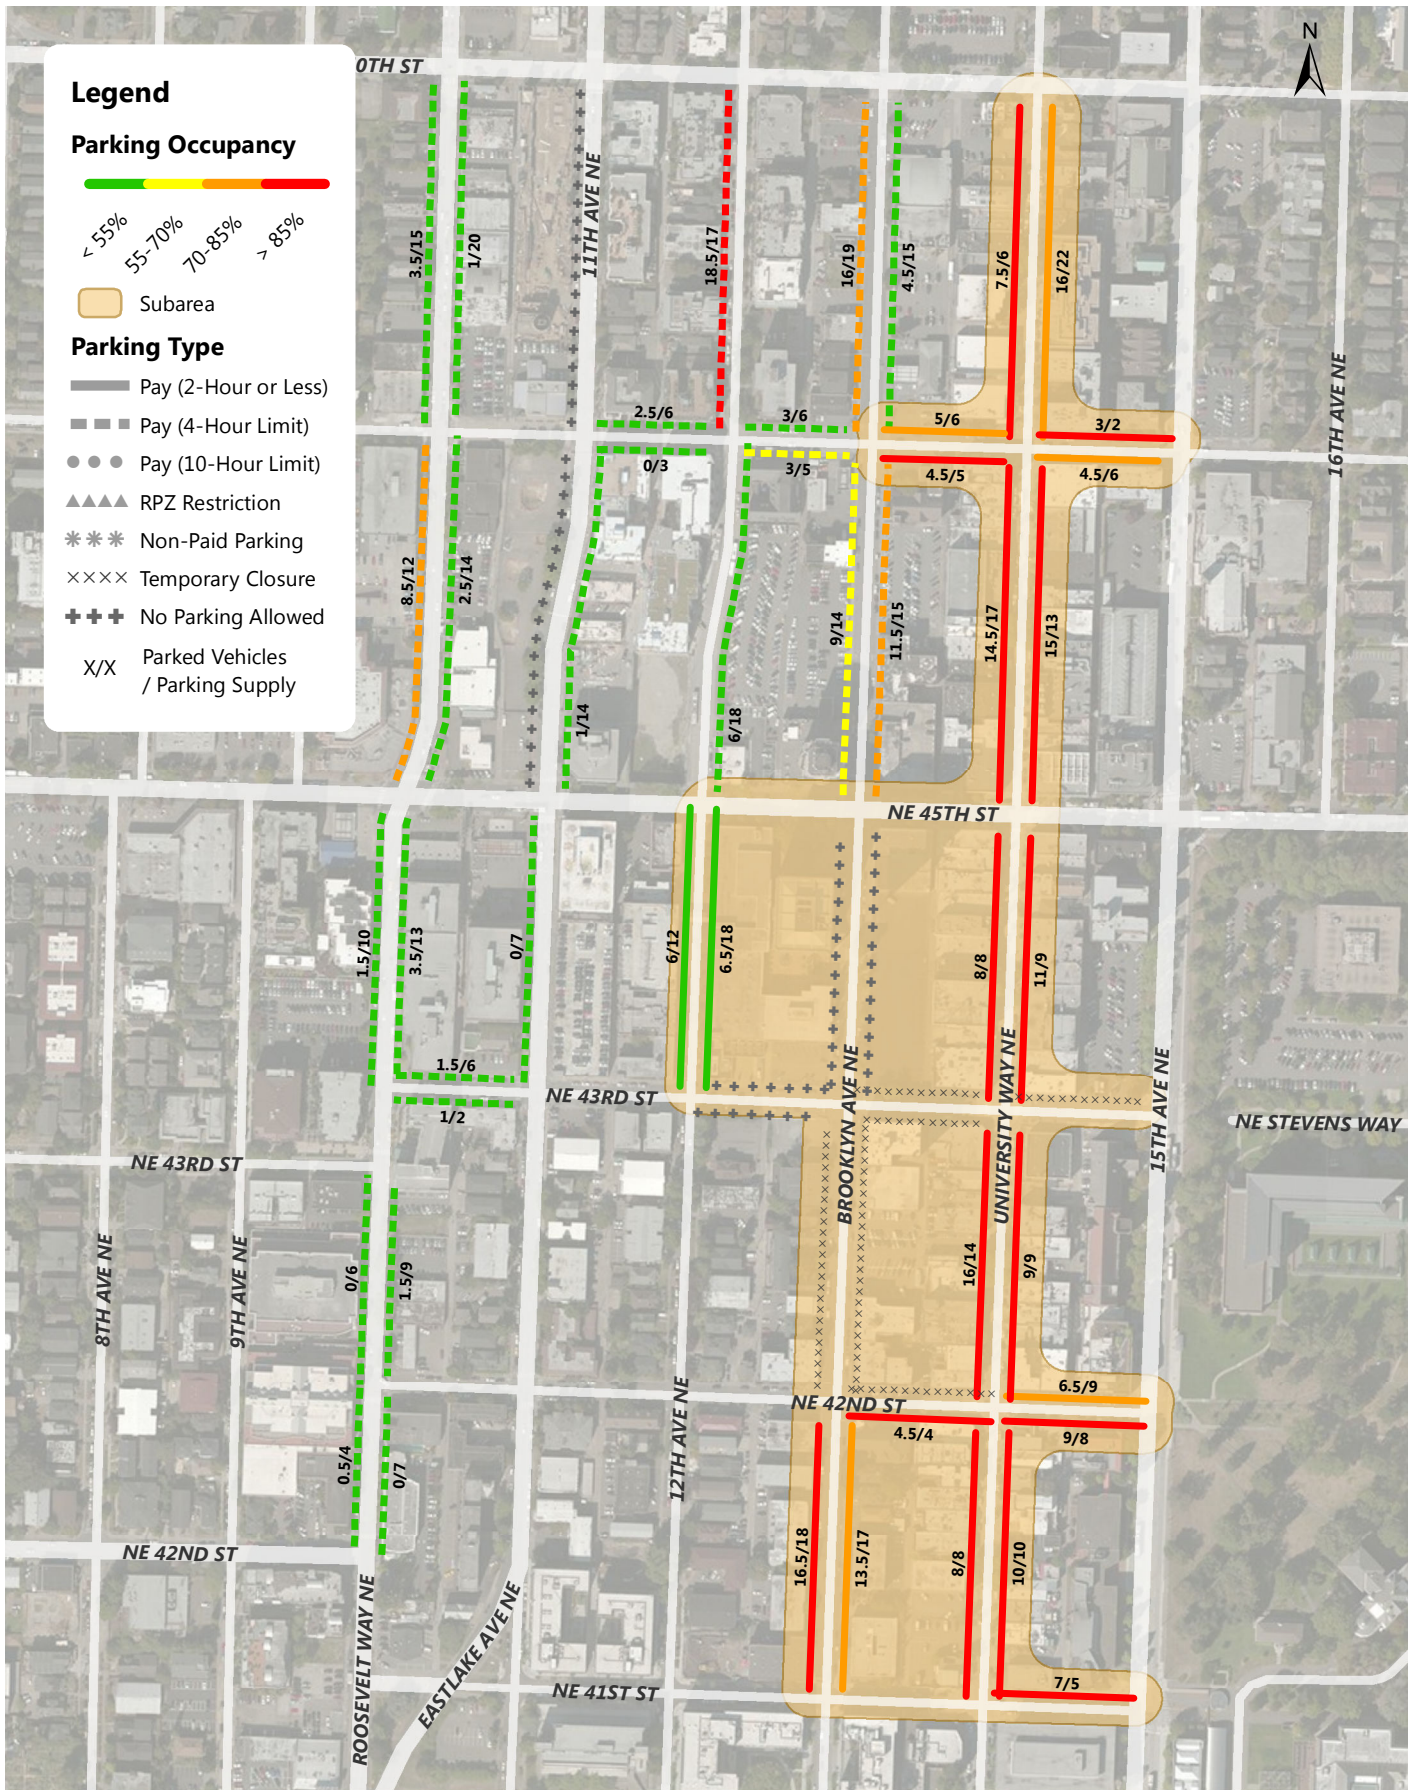 N
0TH ST
Legend
Parking Occupancy
< 55%
55-70%
70-85%
> 85%
Subarea
Parking Type
Pay (2-Hour or Less)
Pay (4-Hour Limit)
Pay (10-Hour Limit)
RPZ Restriction
Non-Paid Parking
Temporary Closure
No Parking Allowed
X/X
Parked Vehicles
/ Parking Supply
11TH AVE NE
3.5/15
1/20
18.5/17
16/19
4.5/15
7.5/6
16/22
16TH AVE NE
2.5/6
3/6
5/6
3/2
0/3
3/5
4.5/5
4.5/6
8.5/12
2.5/14
1/14
6/18
9/14
11.5/15
14.5/17
15/13
NE 45TH ST
1.5/10
3.5/13
0/7
6/12
6.5/18
8/8
11/9
1.5/6
1/2
NE 43RD ST
BROOKLYN AVE NE
UNIVERSITY WAY NE
15TH AVE NE
NE STEVENS WAY
NE 43RD ST
8TH AVE NE
9TH AVE NE
0/6
1.5/9
16/14
9/9
6.5/9
NE 42ND ST
12TH AVE NE
4.5/4
9/8
0.5/4
0/7
NE 42ND ST
16.5/18
13.5/17
8/8
10/10
ROOSEVELT WAY NE
EASTLAKE AVE NE
NE 41ST ST
7/5